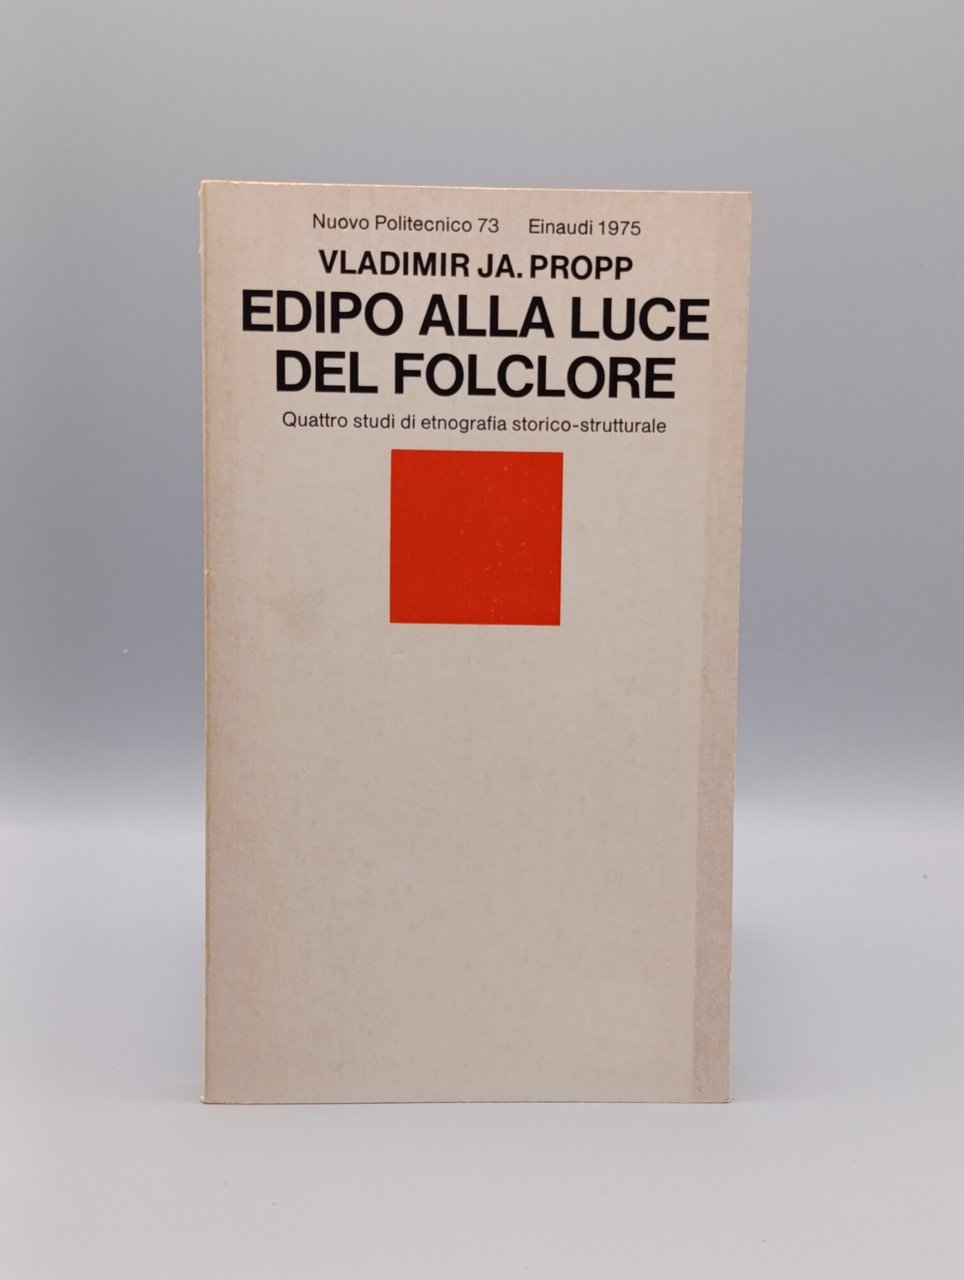 Nuovo Politecnico 73 Einaudi 1975
VLADIMIR JA. PROPP
EDIPO ALLA LUCE
DEL FOLCLORE
Quattro studi di etnografia storico-strutturale